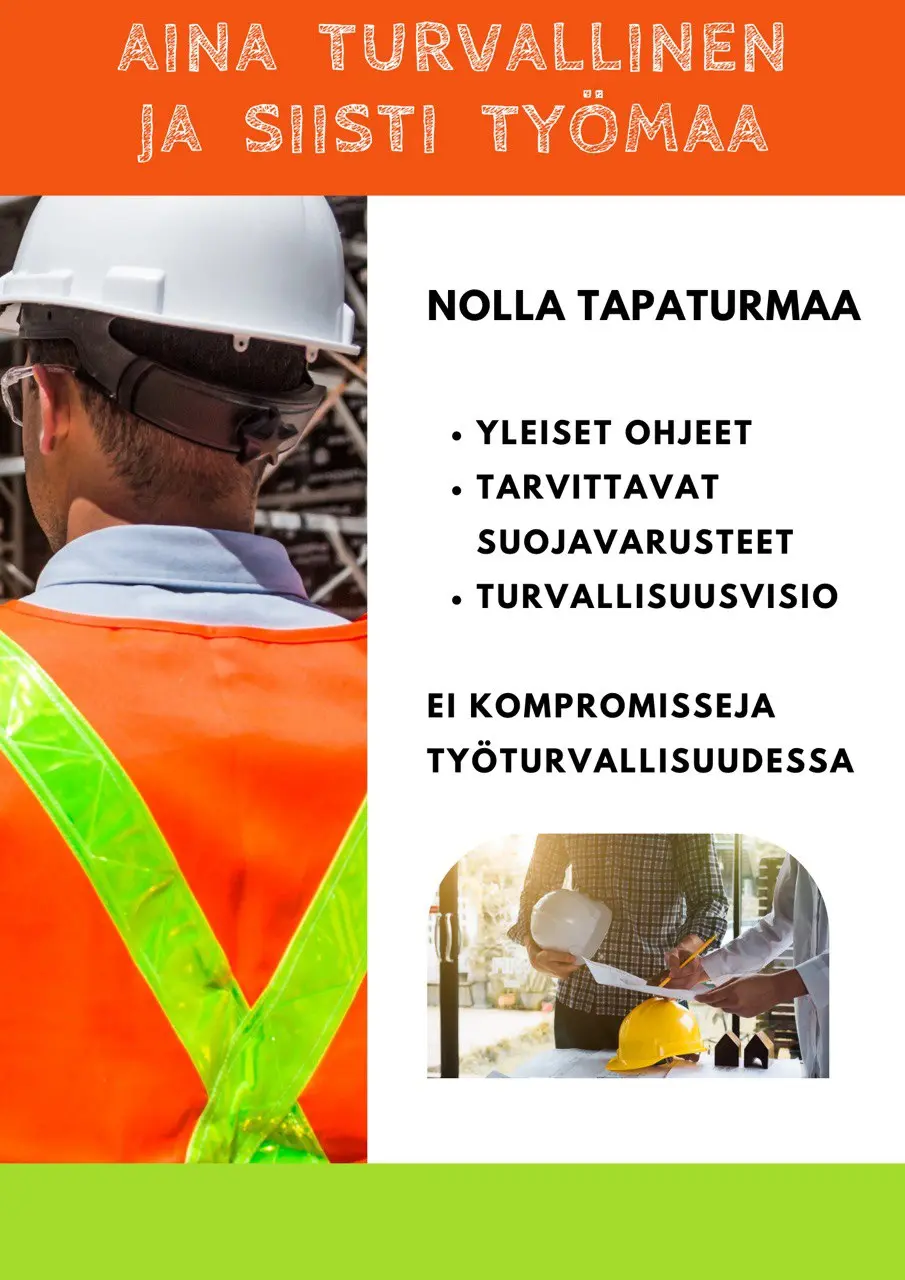 AINA TURVALLINEN
JA SIISTI TYÖMAA
NOLLA TAPATURMAA
• YLEISET OHJEET
• TARVITTAVAT
SUOJAVARUSTEET
• TURVALLISUUSVISIO
EI KOMPROMISSEJA
TYÖTURVALLISUUDESSA